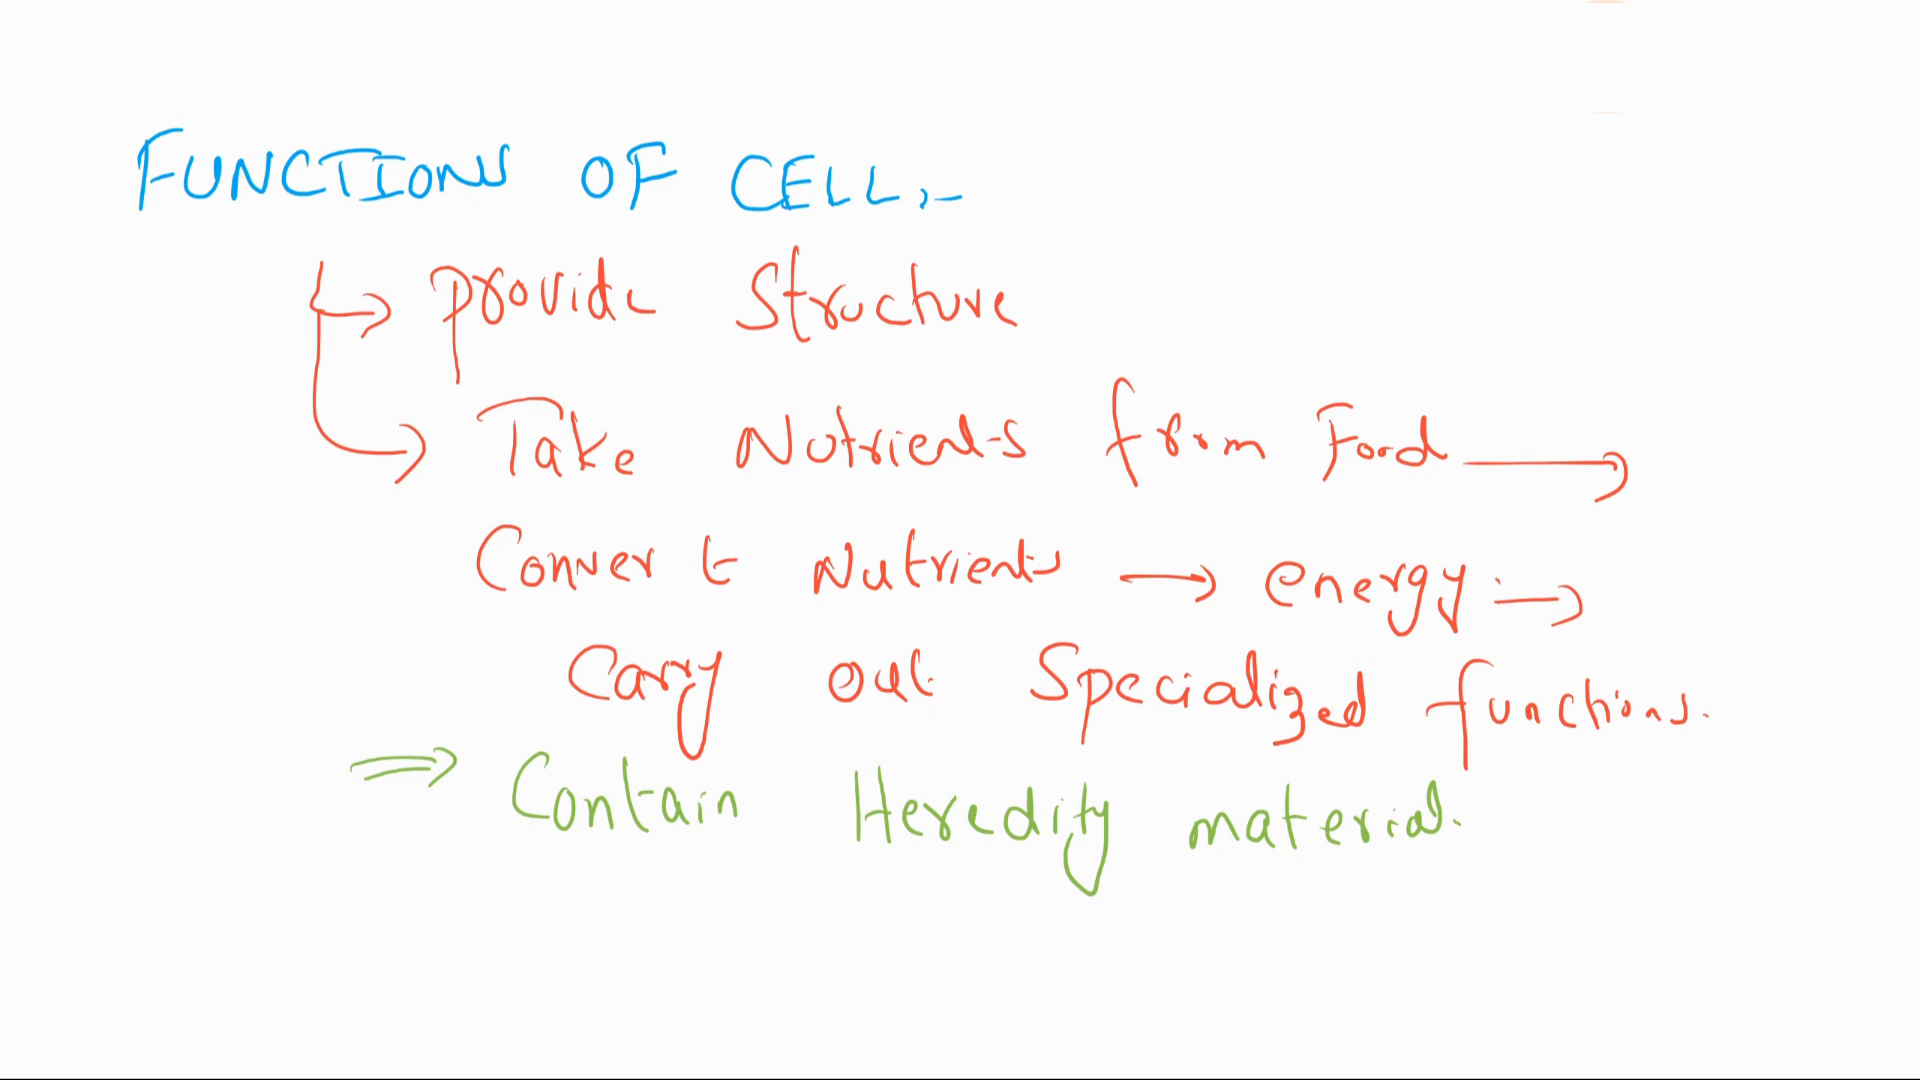 FUNCTIONS OF CELL:-
↳→ Provide Structure
↳ Take Nutrients from Food →
Convert Nutrients → energy →
Carry out Specialized functions.
⇒ Contain Heredity material.